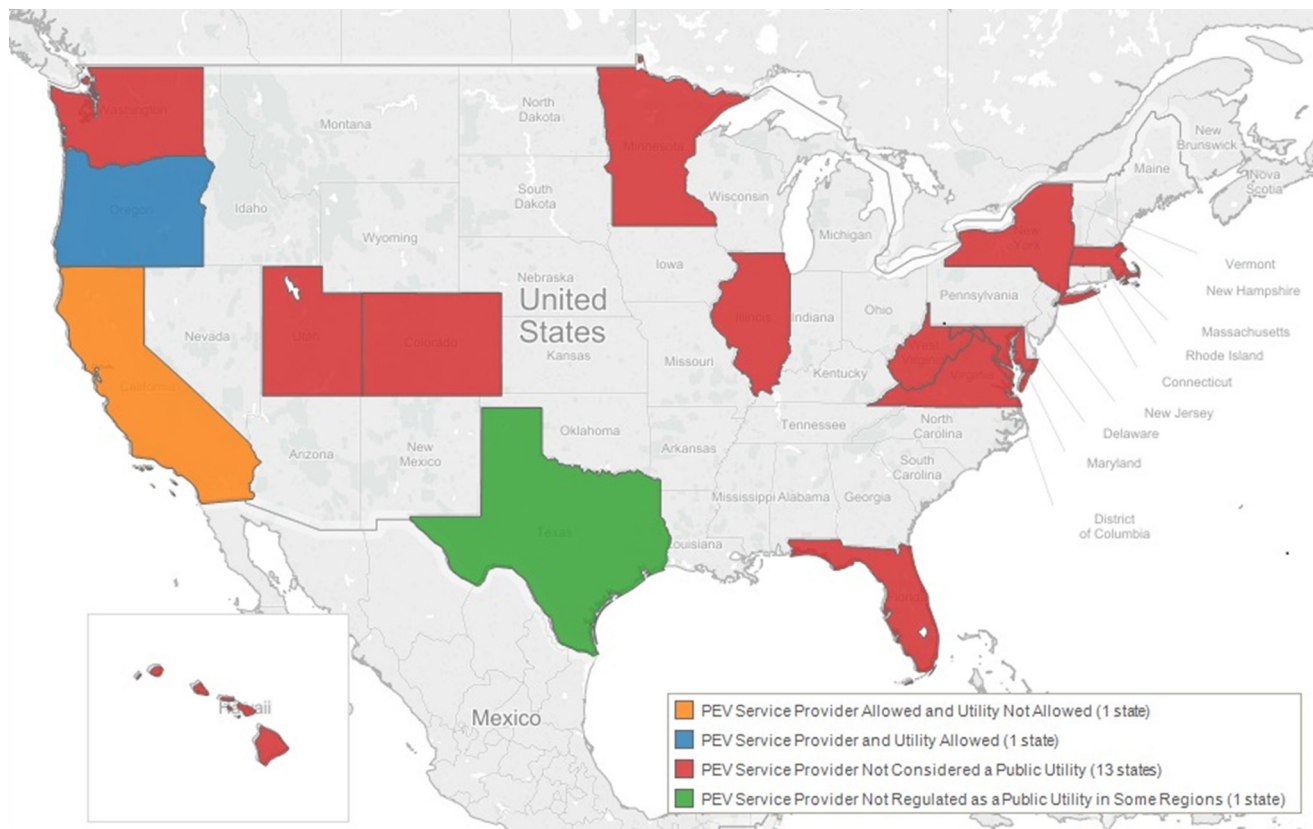 Washington
Montana
North
Dakota
Minnesota
Oregon
Idaho
South
Dakota
Wisconsin
Michigan
New
York
Maine
New
Brunswick
Nova
Scotia
Wyoming
Iowa
Nebraska
Pennsylvania
Vermont
New Hampshire
Massachusetts
Rhode Island
Connecticut
New Jersey
Delaware
Maryland
District
of Columbia
Nevada
Utah
Colorado
United
States
Kansas
Missouri
Illinois
Indiana
Ohio
West
Virginia
Virginia
Kentucky
California
Arizona
New
Mexico
Oklahoma
Arkansas
Tennessee
North
Carolina
South
Carolina
Mississippi
Alabama
Georgia
Texas
Louisiana
Florida
Hawaii
Mexico
PEV Service Provider Allowed and Utility Not Allowed (1 state)
PEV Service Provider and Utility Allowed (1 state)
PEV Service Provider Not Considered a Public Utility (13 states)
PEV Service Provider Not Regulated as a Public Utility in Some Regions (1 state)